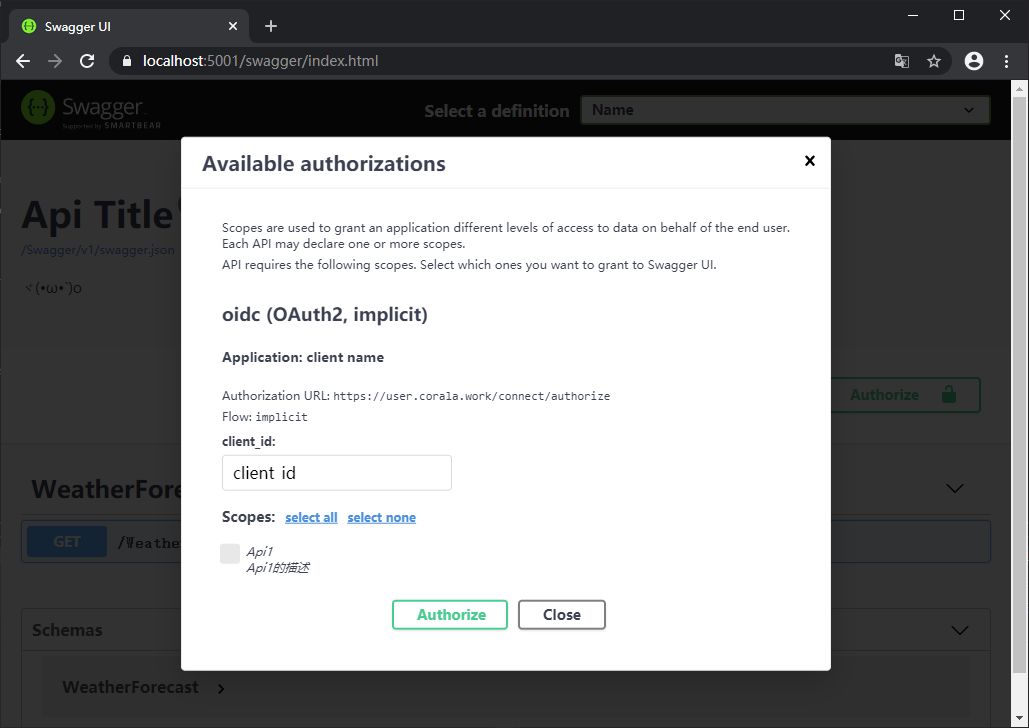 Swagger UI
localhost:5001/swagger/index.html
Swagger
Supported by SMARTBEAR
Select a definition
Name
Available authorizations
Api Title
/Swagger/v1/swagger.json
ヾ(•ω•`)o
Scopes are used to grant an application different levels of access to data on behalf of the end user.
Each API may declare one or more scopes.
API requires the following scopes. Select which ones you want to grant to Swagger UI.
oidc (OAuth2, implicit)
Application: client name
Authorization URL: https://user.corala.work/connect/authorize
Flow: implicit
Authorize
client_id:
client id
WeatherFore
Scopes: select all select none
GET /Weather
Api1
Api1的描述
Authorize Close
Schemas
WeatherForecast